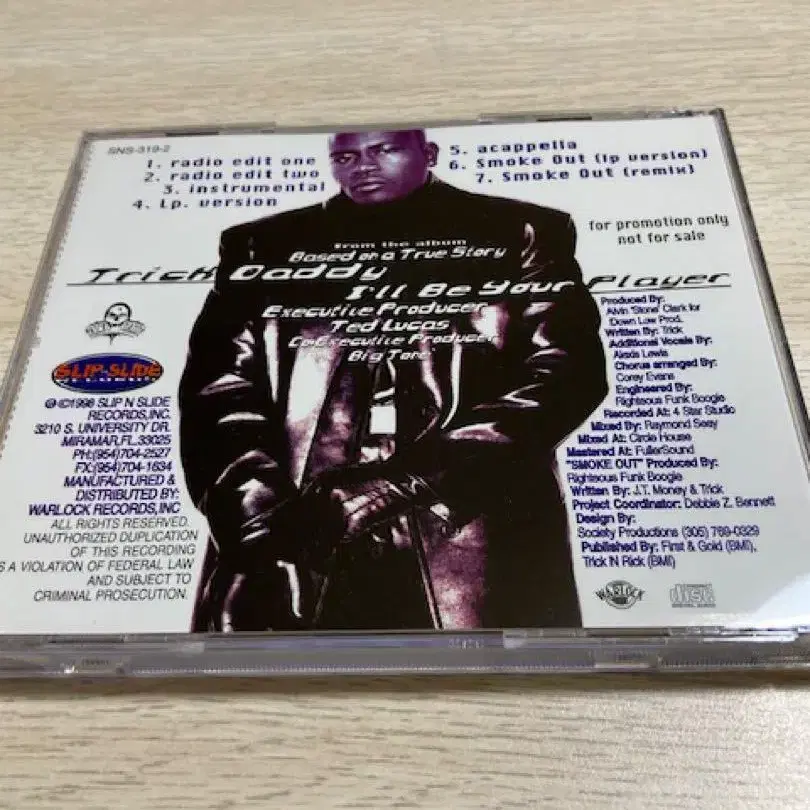 SNS-319-2
1. radio edit one
2. radio edit two
3. instrumental
4. Lp. version
5. acappella
6. Smoke Out (lp version)
7. Smoke Out (remix)
for promotion only
not for sale
from the album
Based on a True Story
Trick Daddy
I'll Be Your Player
Executive Producer
Ted Lucas
Co-Executive Producer
Big Tore
SLIP-N-SLIDE
RECORDS
℗©1998 SLIP N SLIDE
RECORDS,INC.
3210 S. UNIVERSITY DR.
MIRAMAR,FL.33025
PH:(954)704-2527
FX:(954)704-1634
MANUFACTURED &
DISTRIBUTED BY:
WARLOCK RECORDS,INC
ALL RIGHTS RESERVED.
UNAUTHORIZED DUPLICATION
OF THIS RECORDING
S A VIOLATION OF FEDERAL LAW
AND SUBJECT TO
CRIMINAL PROSECUTION.
Produced By:
Alvin "Stone" Clark for
Down Low Prod.
Written By: Trick
Additional Vocals By:
Alexis Lewis
Chorus arranged By:
Corey Evans
Engineered By:
Righteous Funk Boogie
Recorded At: 4 Star Studio
Mixed By: Raymond Seay
Mixed At: Circle House
Mastered At: FullerSound
"SMOKE OUT" Produced By:
Righteous Funk Boogie
Written By: J.T. Money & Trick
Project Coordinator: Debbie Z. Bennett
Design By:
Society Productions (305) 769-0329
Published By: First & Gold (BMI),
Trick N Rick (BMI)
WARLOCK
COMPACT
disc
DIGITAL AUDIO